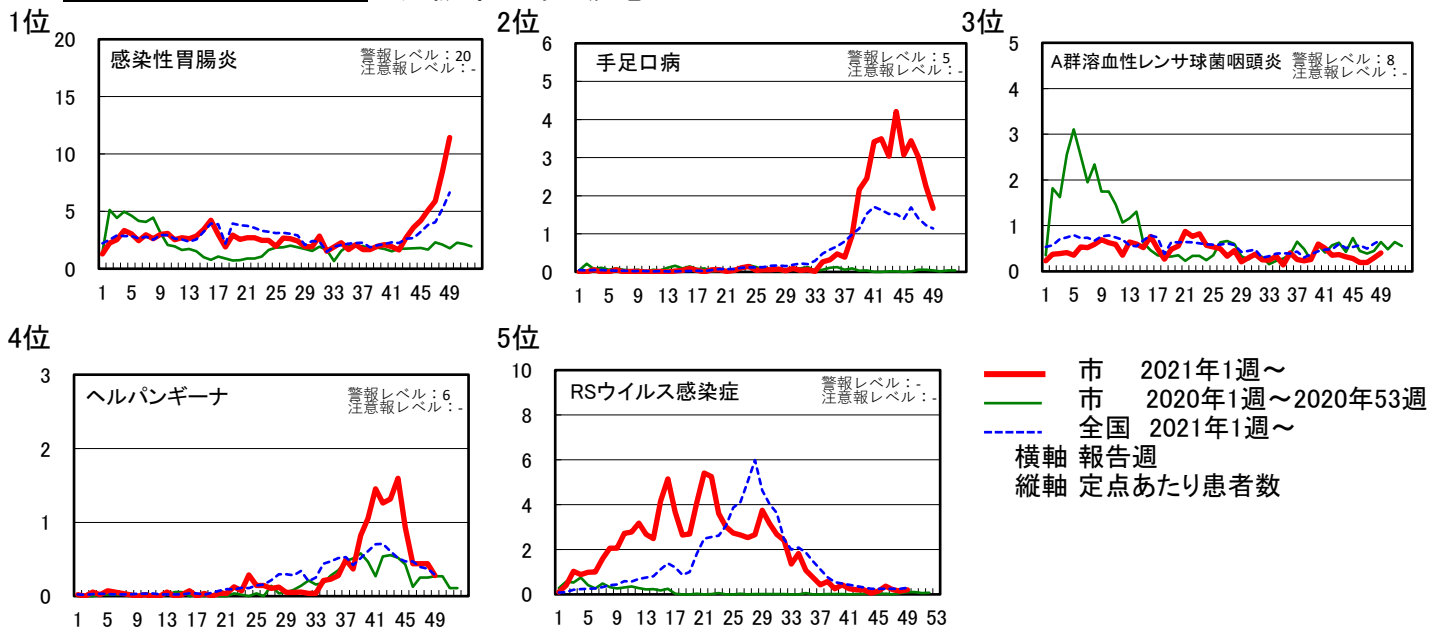 1位
感染性胃腸炎
警報レベル：20
注意報レベル：-
20
15
10
5
0
1 5 9 13 17 21 25 29 33 37 41 45 49
2位
手足口病
警報レベル：5
注意報レベル：-
6
5
4
3
2
1
0
1 5 9 13 17 21 25 29 33 37 41 45 49
3位
A群溶血性レンサ球菌咽頭炎
警報レベル：8
注意報レベル：-
5
4
3
2
1
0
1 5 9 13 17 21 25 29 33 37 41 45 49
4位
ヘルパンギーナ
警報レベル：6
注意報レベル：-
3
2
1
0
1 5 9 13 17 21 25 29 33 37 41 45 49
5位
RSウイルス感染症
警報レベル：-
注意報レベル：-
10
8
6
4
2
0
1 5 9 13 17 21 25 29 33 37 41 45 49 53
市 2021年1週～
市 2020年1週～2020年53週
全国 2021年1週～
横軸 報告週
縦軸 定点あたり患者数